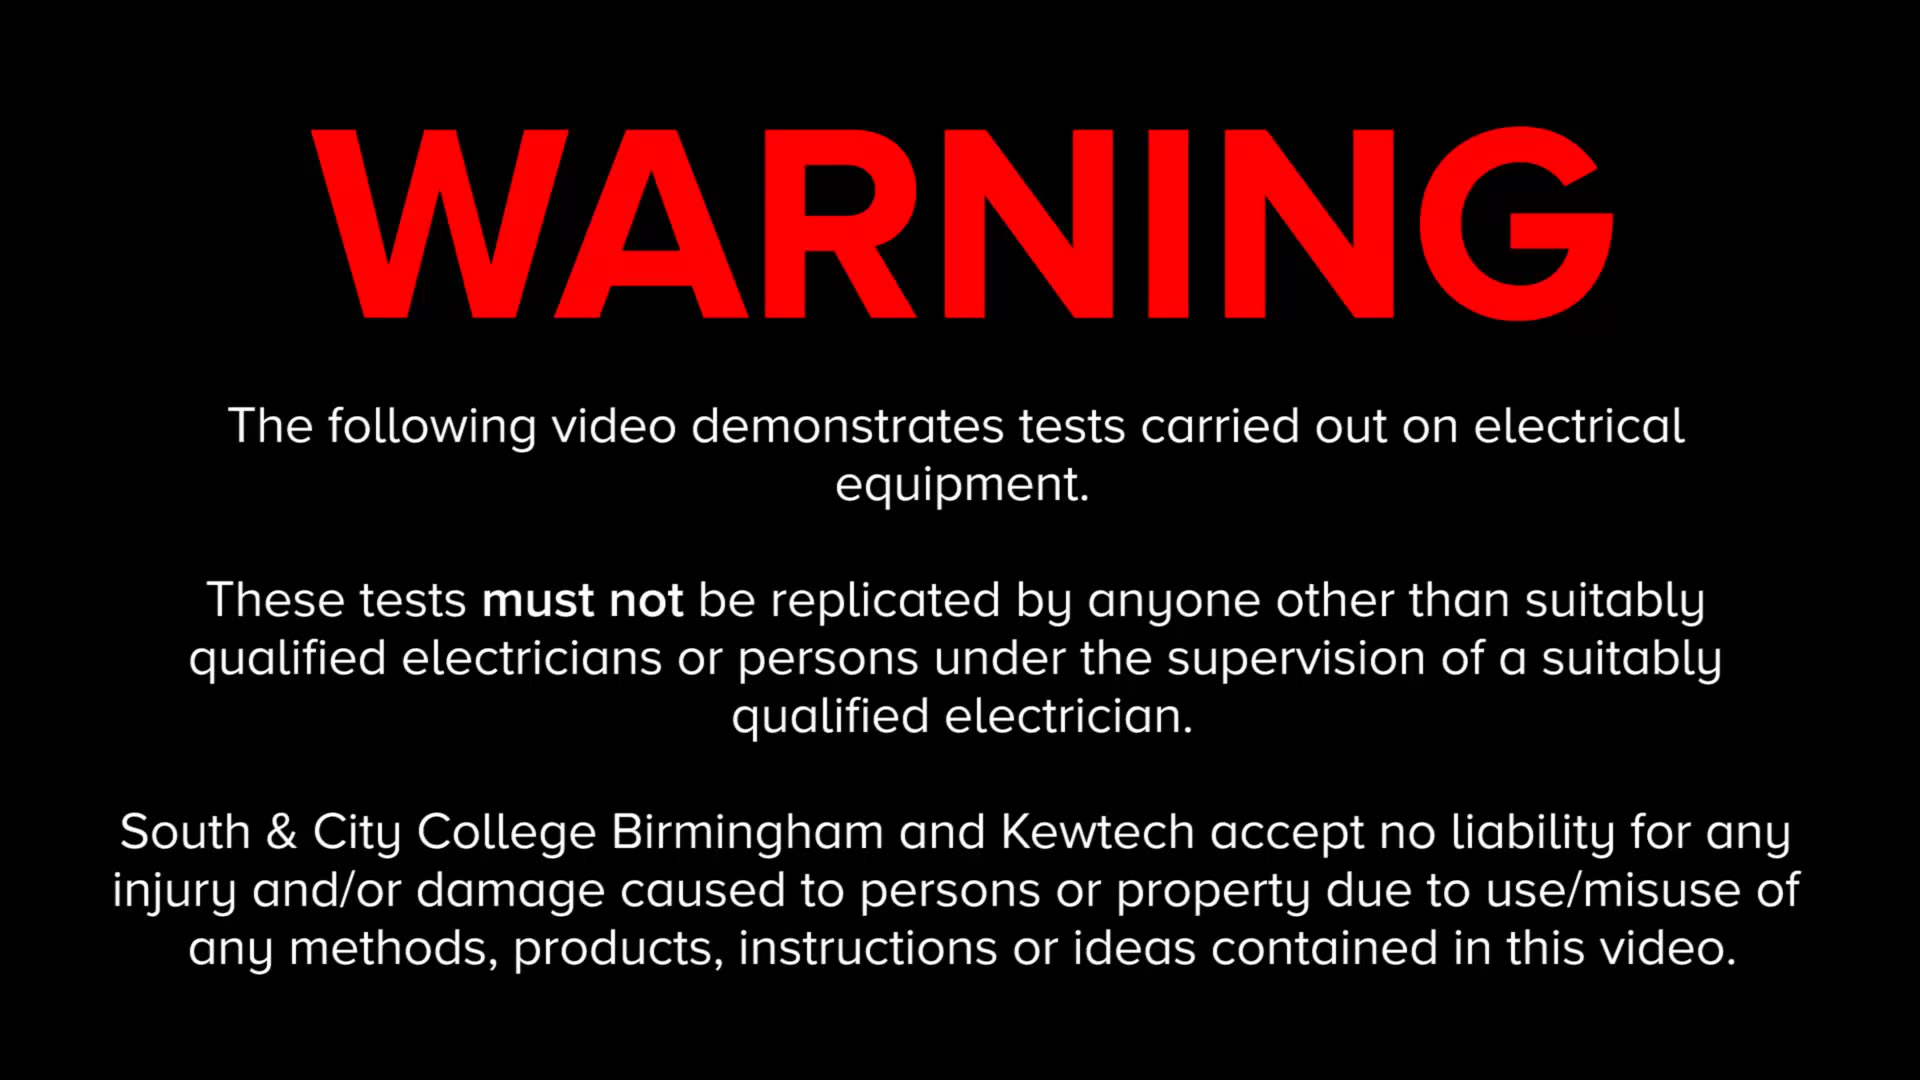 WARNING
The following video demonstrates tests carried out on electrical
equipment.
These tests must not be replicated by anyone other than suitably
qualified electricians or persons under the supervision of a suitably
qualified electrician.
South & City College Birmingham and Kewtech accept no liability for any
injury and/or damage caused to persons or property due to use/misuse of
any methods, products, instructions or ideas contained in this video.